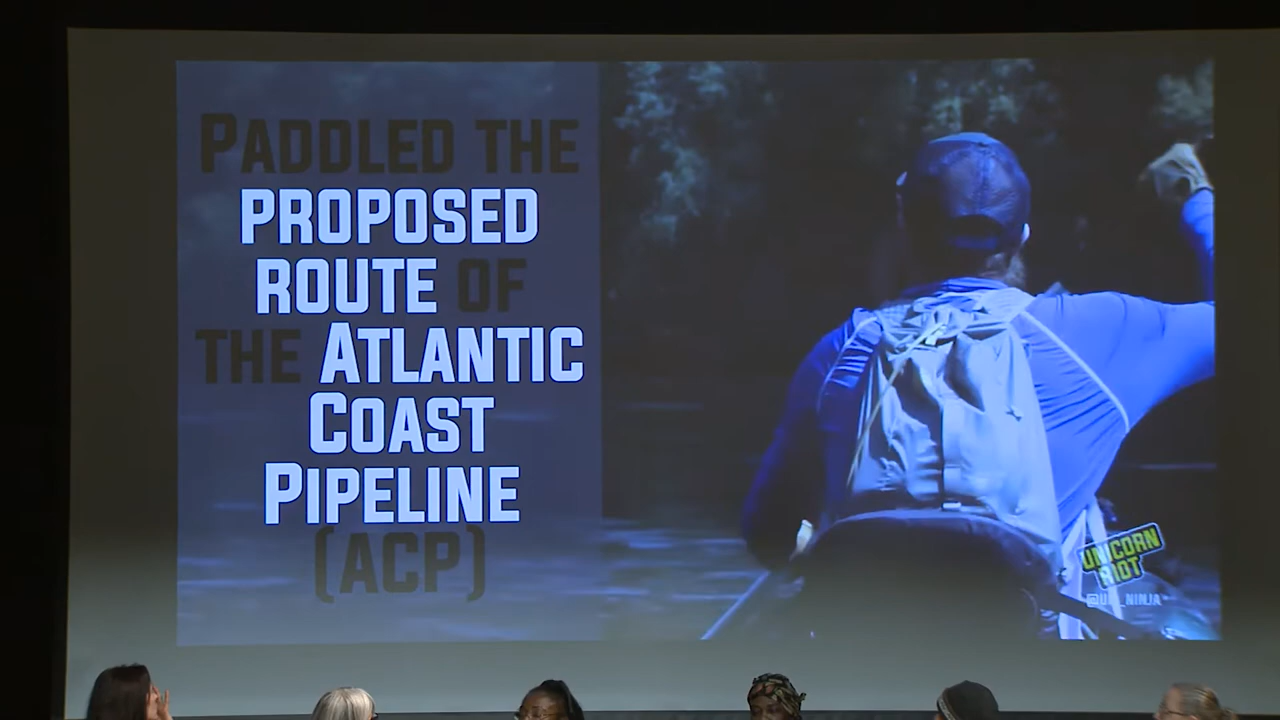 PADDLED THE
PROPOSED
ROUTE OF
THE ATLANTIC
COAST
PIPELINE
(ACP)
UNICORN
RIOT